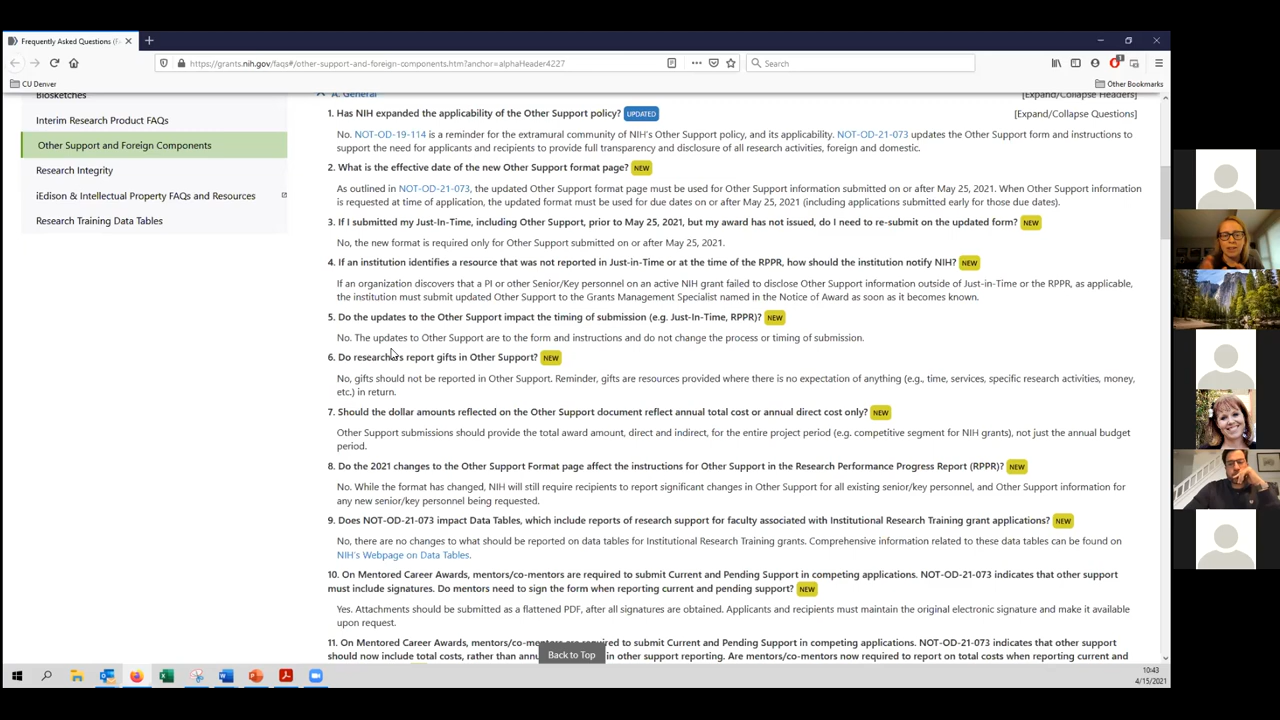 Frequently Asked Questions (F
https://grants.nih.gov/faqs#/other-support-and-foreign-components.htm?anchor=alphaHeader4227
Search
CU Denver
Other Bookmarks
Biosketches
Interim Research Product FAQs
Other Support and Foreign Components
Research Integrity
iEdison & Intellectual Property FAQs and Resources
Research Training Data Tables
A. General
[Expand/Collapse Headers]
[Expand/Collapse Questions]
1. Has NIH expanded the applicability of the Other Support policy? UPDATED
No. NOT-OD-19-114 is a reminder for the extramural community of NIH's Other Support policy, and its applicability. NOT-OD-21-073 updates the Other Support form and instructions to
support the need for applicants and recipients to provide full transparency and disclosure of all research activities, foreign and domestic.
2. What is the effective date of the new Other Support format page? NEW
As outlined in NOT-OD-21-073, the updated Other Support format page must be used for Other Support information submitted on or after May 25, 2021. When Other Support information
is requested at time of application, the updated format must be used for due dates on or after May 25, 2021 (including applications submitted early for those due dates).
3. If I submitted my Just-In-Time, including Other Support, prior to May 25, 2021, but my award has not issued, do I need to re-submit on the updated form? NEW
No, the new format is required only for Other Support submitted on or after May 25, 2021.
4. If an institution identifies a resource that was not reported in Just-in-Time or at the time of the RPPR, how should the institution notify NIH? NEW
If an organization discovers that a PI or other Senior/Key personnel on an active NIH grant failed to disclose Other Support information outside of Just-in-Time or the RPPR, as applicable,
the institution must submit updated Other Support to the Grants Management Specialist named in the Notice of Award as soon as it becomes known.
5. Do the updates to the Other Support impact the timing of submission (e.g. Just-In-Time, RPPR)? NEW
No. The updates to Other Support are to the form and instructions and do not change the process or timing of submission.
6. Do researchers report gifts in Other Support? NEW
No, gifts should not be reported in Other Support. Reminder, gifts are resources provided where there is no expectation of anything (e.g., time, services, specific research activities, money,
etc.) in return.
7. Should the dollar amounts reflected on the Other Support document reflect annual total cost or annual direct cost only? NEW
Other Support submissions should provide the total award amount, direct and indirect, for the entire project period (e.g. competitive segment for NIH grants), not just the annual budget
period.
8. Do the 2021 changes to the Other Support Format page affect the instructions for Other Support in the Research Performance Progress Report (RPPR)? NEW
No. While the format has changed, NIH will still require recipients to report significant changes in Other Support for all existing senior/key personnel, and Other Support information for
any new senior/key personnel being requested.
9. Does NOT-OD-21-073 impact Data Tables, which include reports of research support for faculty associated with Institutional Research Training grant applications? NEW
No, there are no changes to what should be reported on data tables for Institutional Research Training grants. Comprehensive information related to these data tables can be found on
NIH's Webpage on Data Tables.
10. On Mentored Career Awards, mentors/co-mentors are required to submit Current and Pending Support in competing applications. NOT-OD-21-073 indicates that other support
must include signatures. Do mentors need to sign the form when reporting current and pending support? NEW
Yes. Attachments should be submitted as a flattened PDF, after all signatures are obtained. Applicants and recipients must maintain the original electronic signature and make it available
upon request.
11. On Mentored Career Awards, mentors/co-mentors are required to submit Current and Pending Support in competing applications. NOT-OD-21-073 indicates that other support
should now include total costs, rather than in other support reporting. Are mentors/co-mentors now required to report on total costs when reporting current and
Back to Top
10:43
4/15/2021